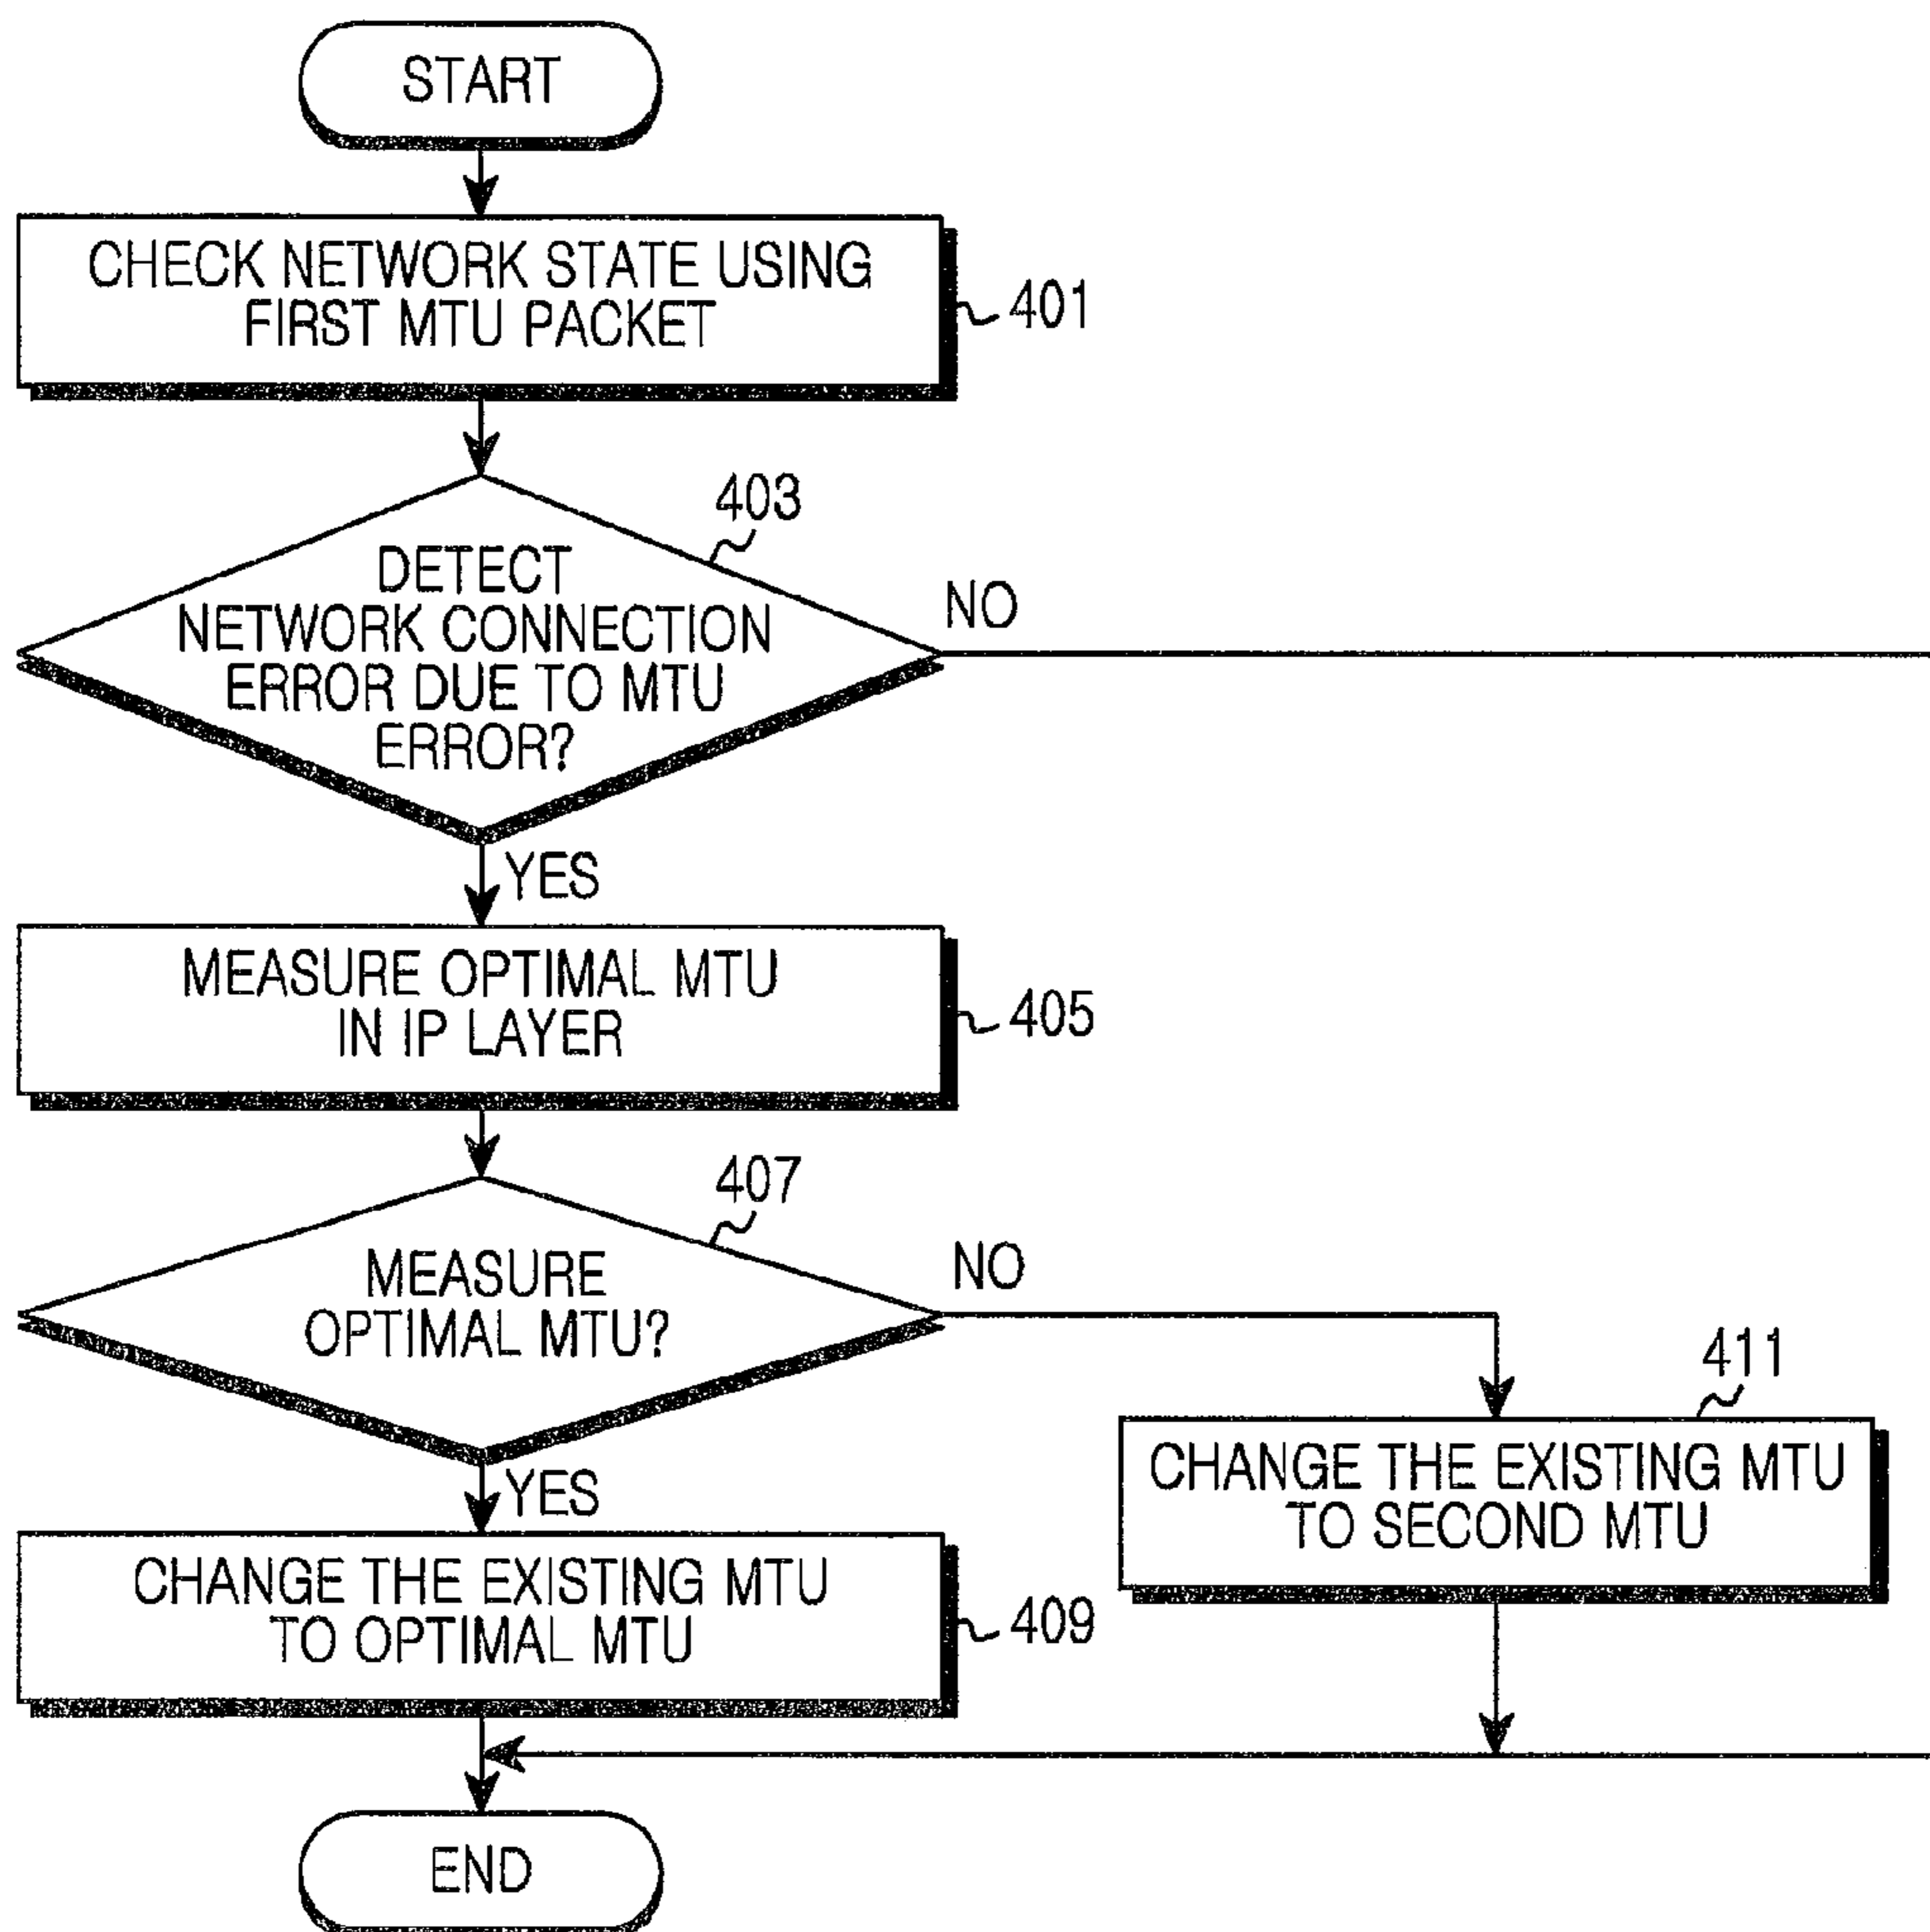 START
CHECK NETWORK STATE USING
FIRST MTU PACKET
401
403
DETECT
NETWORK CONNECTION
ERROR DUE TO MTU
ERROR?
NO
YES
MEASURE OPTIMAL MTU
IN IP LAYER
405
407
MEASURE
OPTIMAL MTU?
NO
YES
411
CHANGE THE EXISTING MTU
TO SECOND MTU
CHANGE THE EXISTING MTU
TO OPTIMAL MTU
409
END